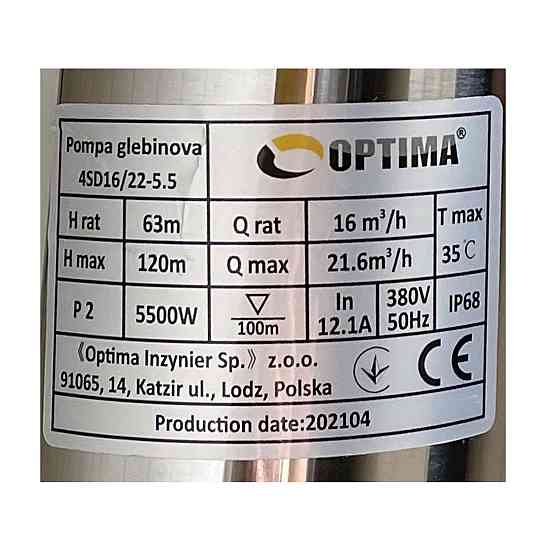 Pompa glebinova
4SD16/22-5.5
OPTIMA®
H rat 63m Q rat 16 m³/h T max
H max 120m Q max 21.6m³/h 35℃
P 2 5500W 100m In 12.1A 380V 50Hz IP68
《Optima Inzynier Sp.》 z.o.o.
91065, 14, Katzir ul., Lodz, Polska
CE
Production date:202104